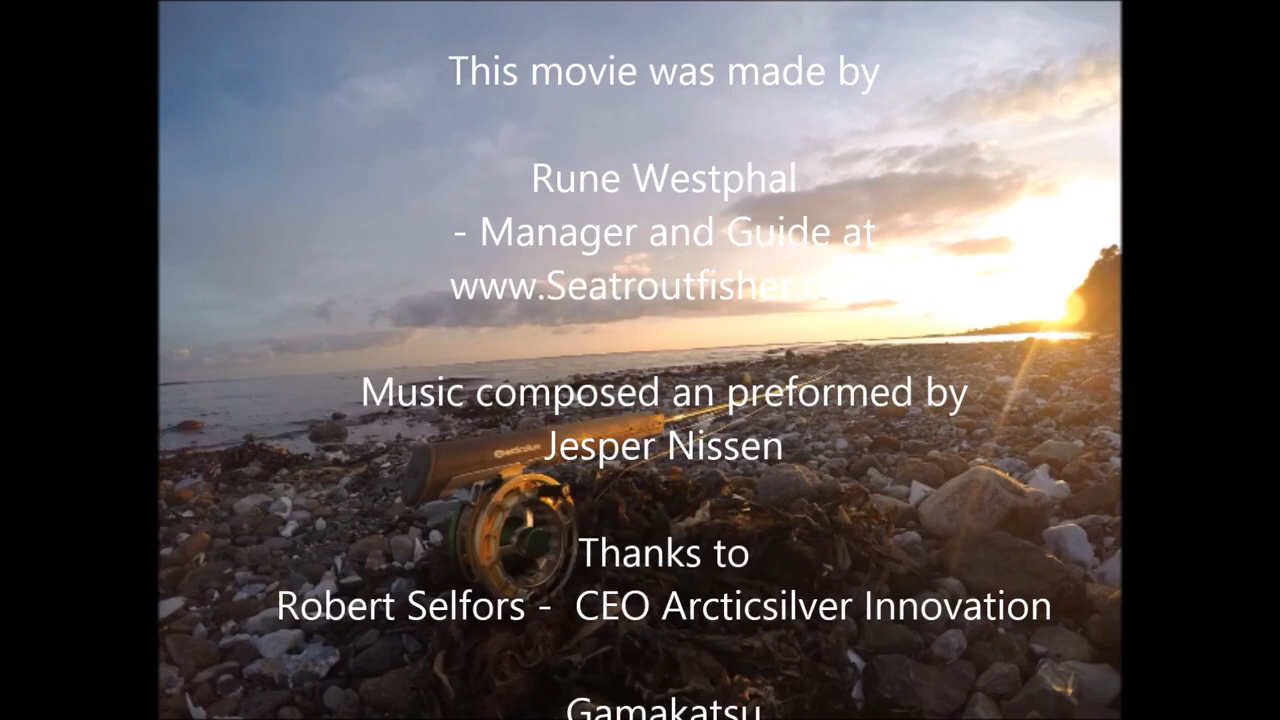 This movie was made by
Rune Westphal
- Manager and Guide at
Music composed an preformed by
Jesper Nissen
Thanks to
Robert Selfors - CEO Arcticsilver Innovation
Gamakatsu